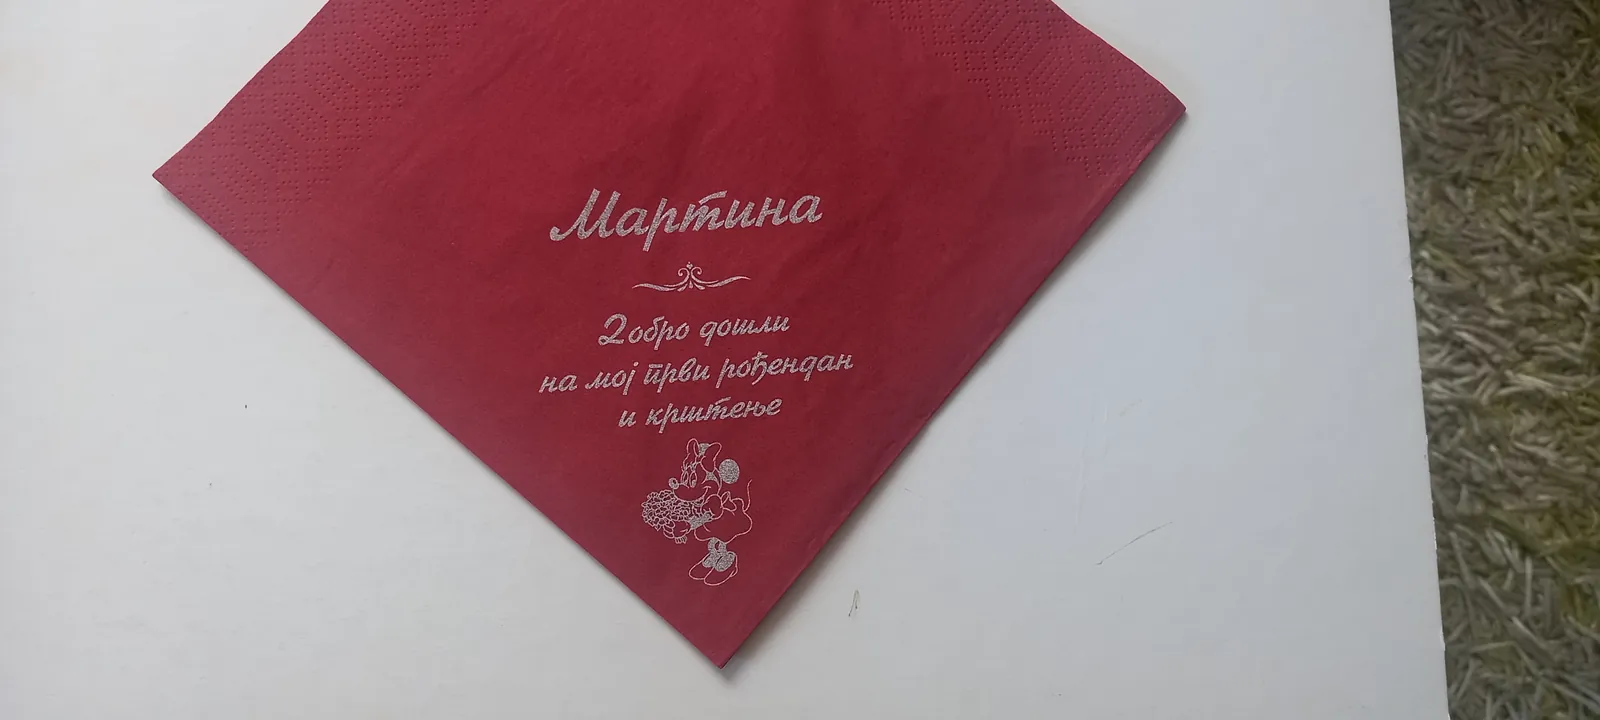 Мартина
Добро дошли
на мој први рођендан
и крштење